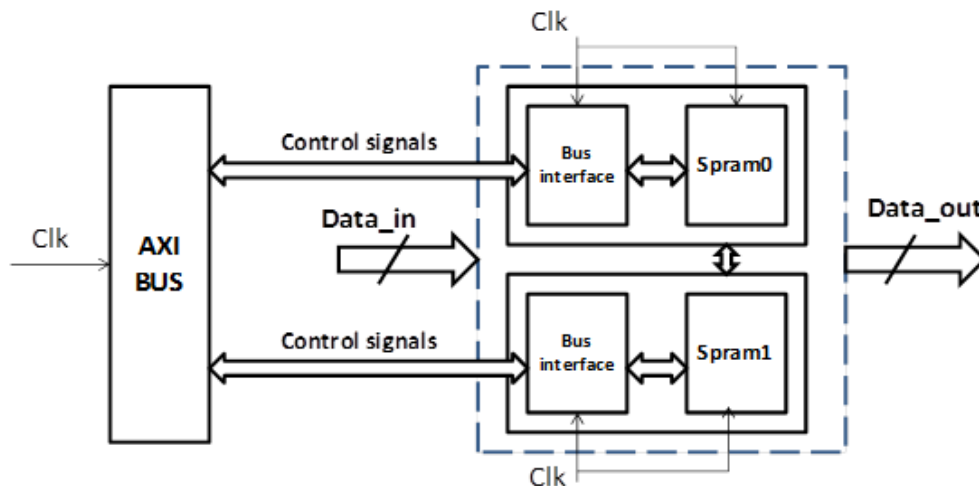 Clk
Control signals
Bus
interface
Spram0
Data_in
Data_out
Clk
AXI
BUS
Control signals
Bus
interface
Spram1
Clk